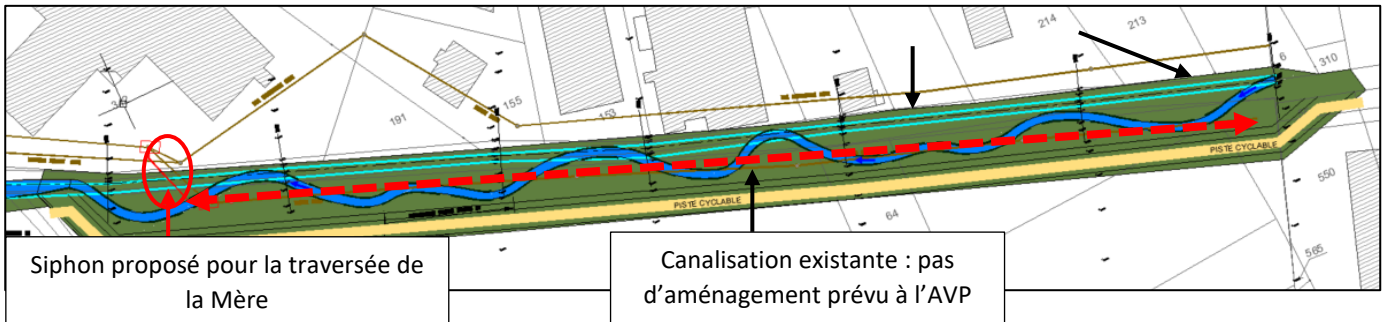 214
213
6
310
155
153
191
PISTE CYCLABLE
550
PISTE CYCLABLE
64
565
Siphon proposé pour la traversée de
la Mère
Canalisation existante : pas
d’aménagement prévu à l’AVP